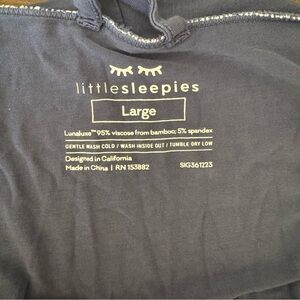 littlesleepies
Large
Lunaluxe™ 95% viscose from bamboo; 5% spandex
GENTLE WASH COLD / WASH INSIDE OUT / TUMBLE DRY LOW
Designed in California
Made in China | RN 153882 SIG361223